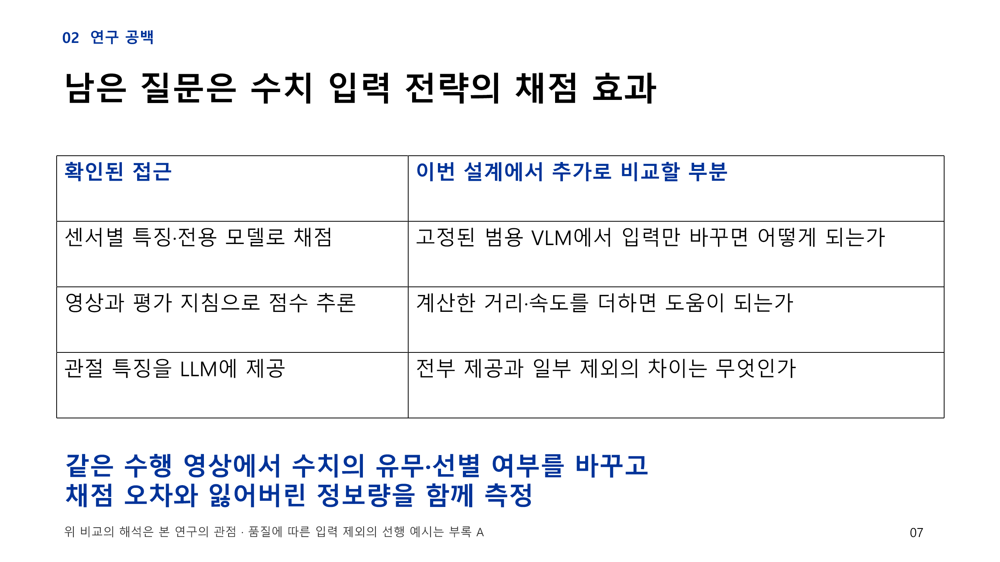 02 연구 공백
남은 질문은 수치 입력 전략의 채점 효과
확인된 접근
이번 설계에서 추가로 비교할 부분
센서별 특징·전용 모델로 채점
고정된 범용 VLM에서 입력만 바꾸면 어떻게 되는가
영상과 평가 지침으로 점수 추론
계산한 거리·속도를 더하면 도움이 되는가
관절 특징을 LLM에 제공
전부 제공과 일부 제외의 차이는 무엇인가
같은 수행 영상에서 수치의 유무·선별 여부를 바꾸고
채점 오차와 잃어버린 정보량을 함께 측정
위 비교의 해석은 본 연구의 관점 · 품질에 따른 입력 제외의 선행 예시는 부록 A
07